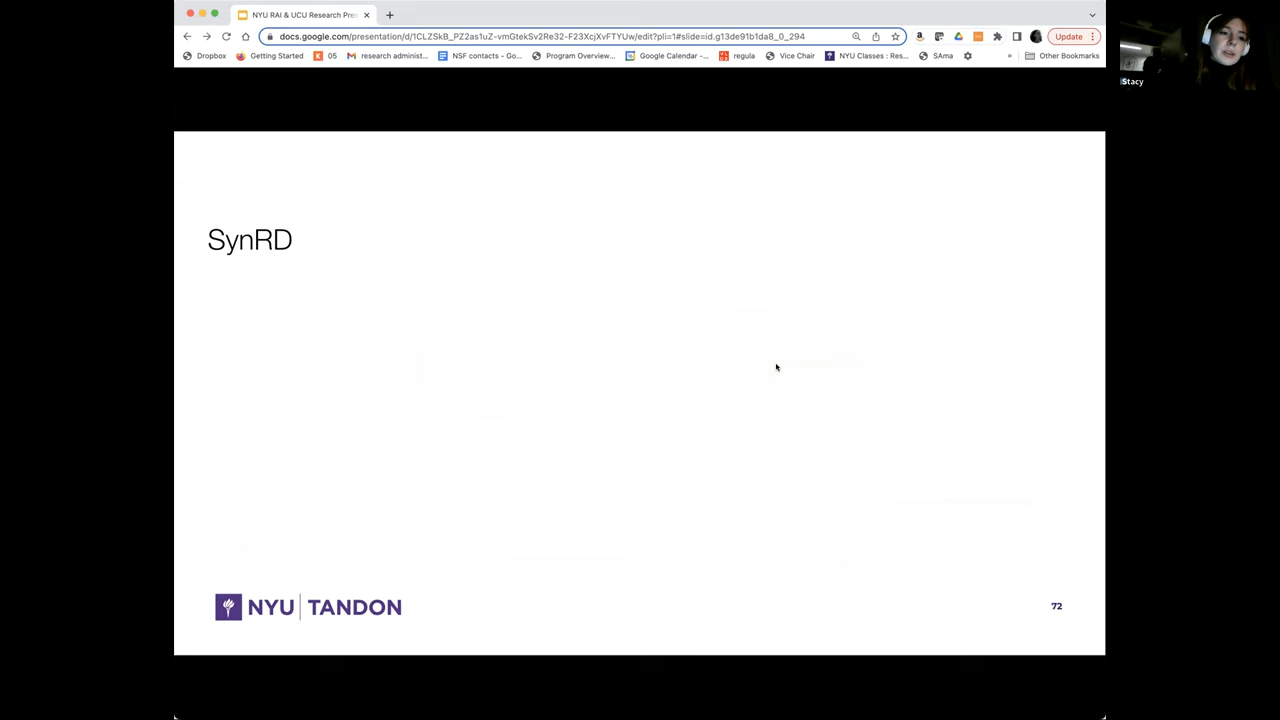 NYU RAI & UCU Research Pre
docs.google.com/presentation/d/1CLZSkB_PZ2as1uZ-vmGtekSv2Re32-F23XcjXvFTYUw/edit?pli=1#slide=id.g13de91b1da8_0_294
Update
Dropbox Getting Started 05 research administ... NSF contacts – Go... Program Overview... Google Calendar –... regula Vice Chair NYU Classes : Res... SAma » Other Bookmarks
Stacy
SynRD
NYU TANDON
72